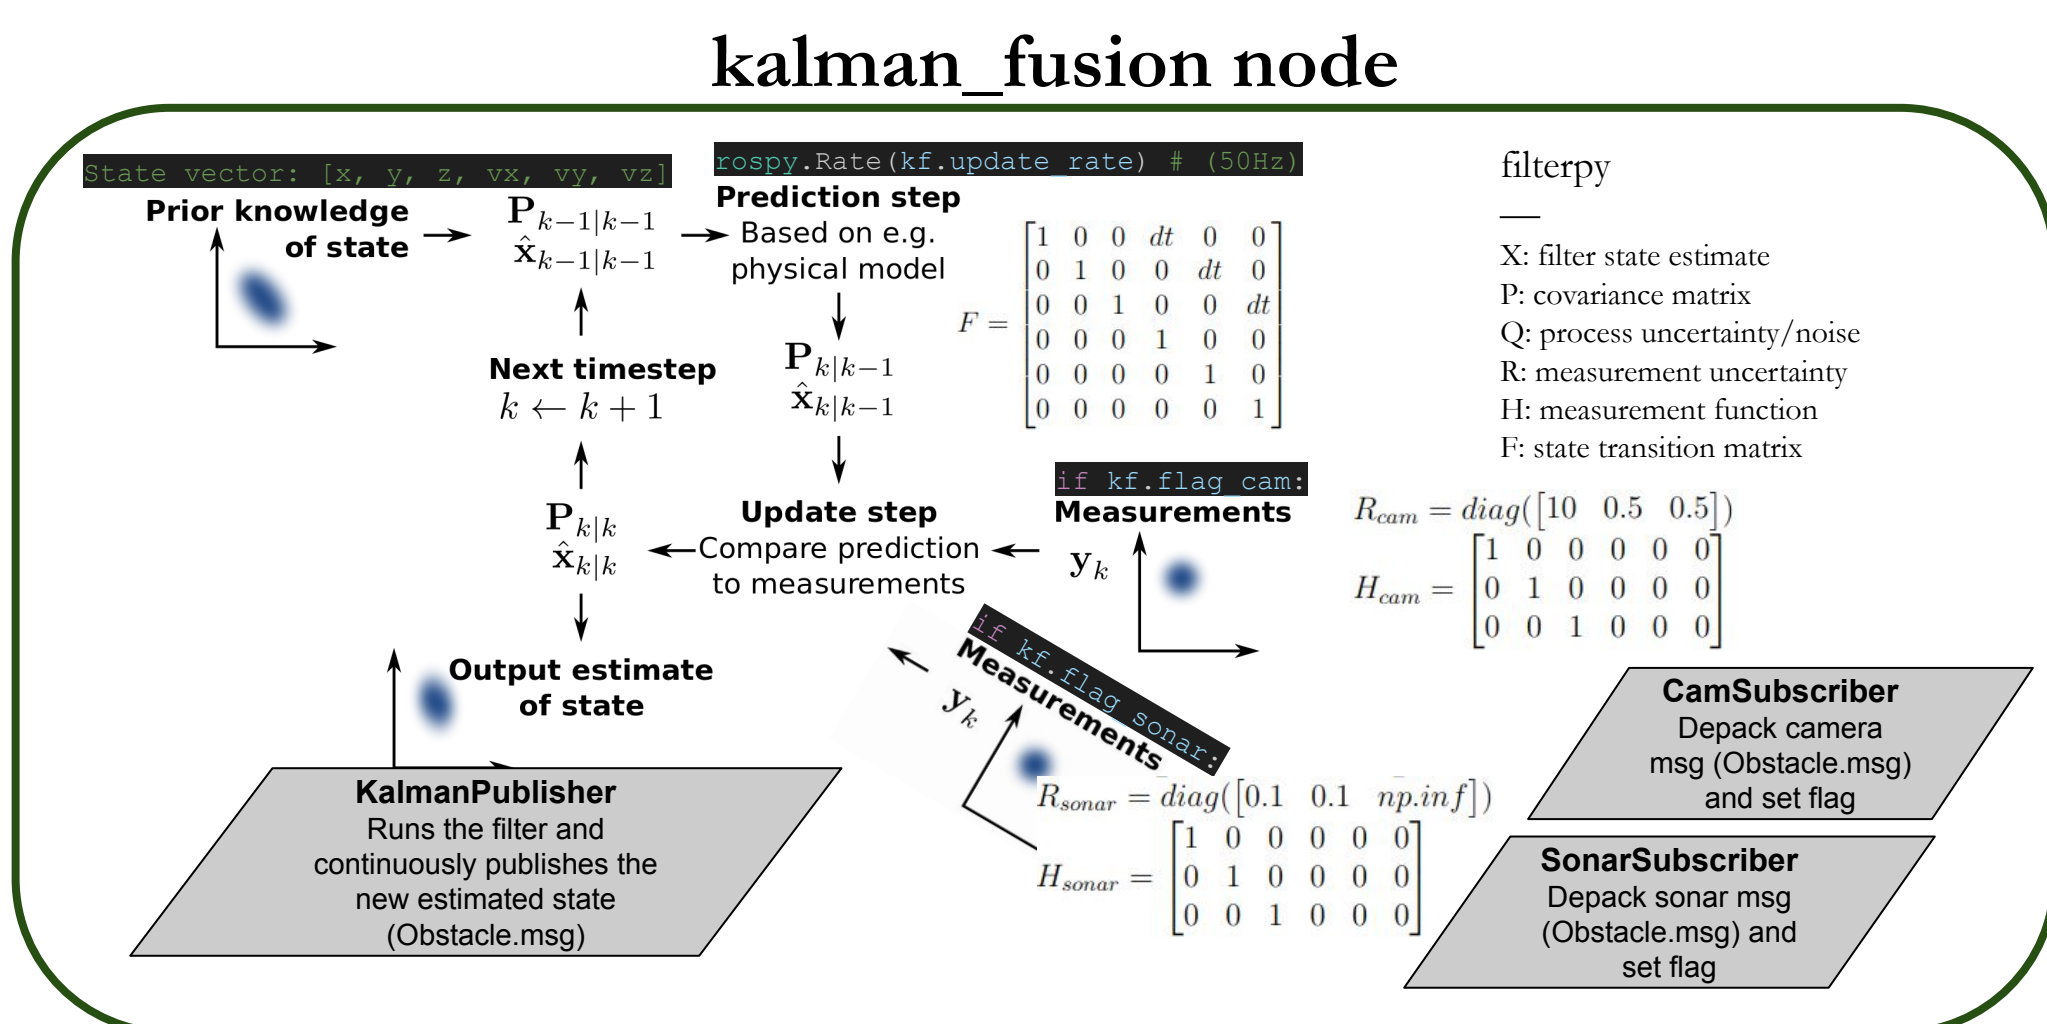 kalman_fusion node
State vector: [x, y, z, vx, vy, vz]
Prior knowledge
of state
P_{k−1|k−1}
x̂_{k−1|k−1}
rospy.Rate(kf.update_rate) # (50Hz)
Prediction step
Based on e.g.
physical model
F =
1 0 0 dt 0 0
0 1 0 0 dt 0
0 0 1 0 0 dt
0 0 0 1 0 0
0 0 0 0 1 0
0 0 0 0 0 1
filterpy
X: filter state estimate
P: covariance matrix
Q: process uncertainty/noise
R: measurement uncertainty
H: measurement function
F: state transition matrix
Next timestep
k ← k + 1
P_{k|k−1}
x̂_{k|k−1}
P_{k|k}
x̂_{k|k}
Update step
Compare prediction
to measurements
if kf.flag_cam:
Measurements
y_k
R_{cam} = diag([10 0.5 0.5])
H_{cam} =
1 0 0 0 0 0
0 1 0 0 0 0
0 0 1 0 0 0
Output estimate
of state
if kf.flag_sonar:
Measurements
y_k
R_{sonar} = diag([0.1 0.1 np.inf])
H_{sonar} =
1 0 0 0 0 0
0 1 0 0 0 0
0 0 1 0 0 0
KalmanPublisher
Runs the filter and
continuously publishes the
new estimated state
(Obstacle.msg)
CamSubscriber
Depack camera
msg (Obstacle.msg)
and set flag
SonarSubscriber
Depack sonar msg
(Obstacle.msg) and
set flag